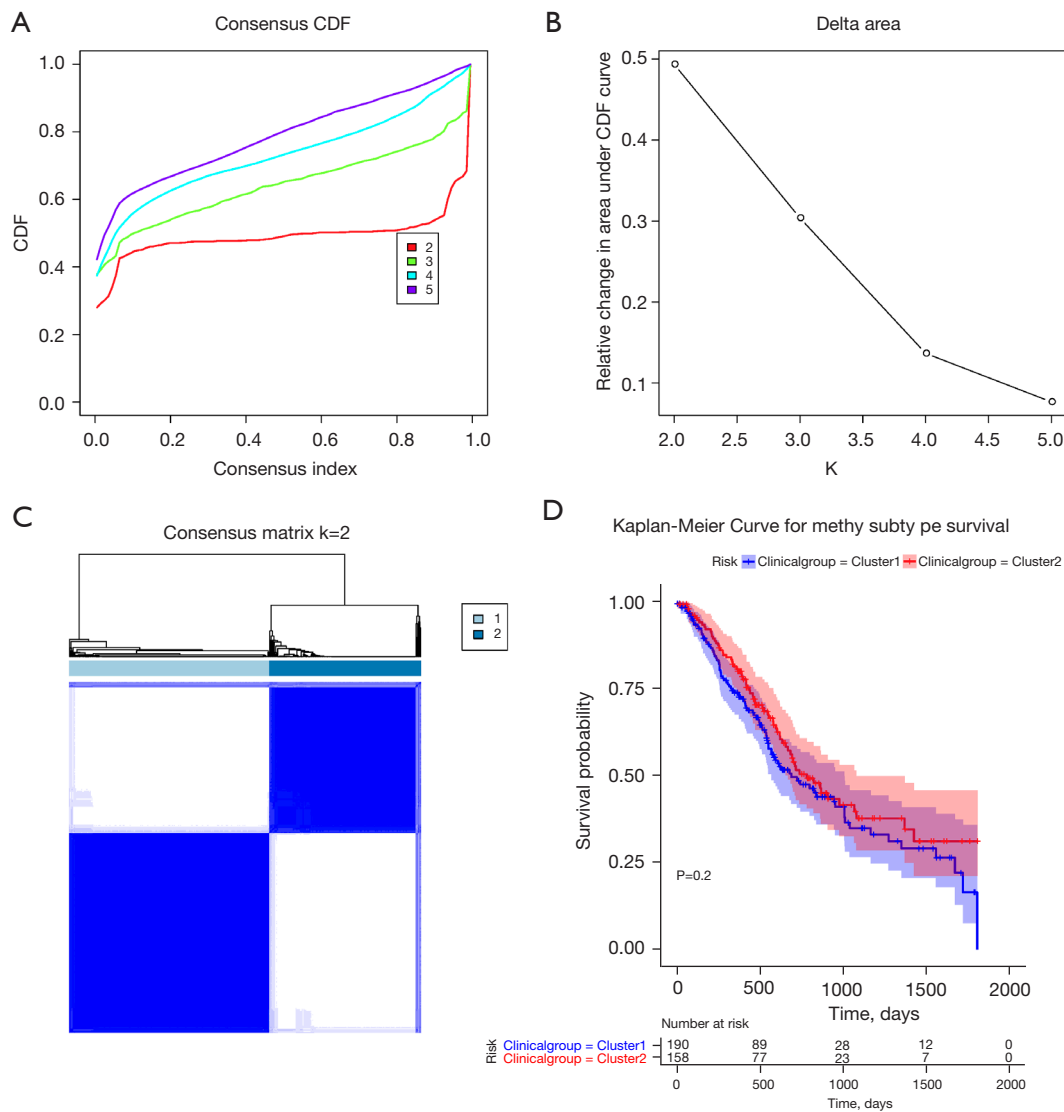 A
Consensus CDF
1.0
0.8
0.6
0.4
0.2
0.0
CDF
2
3
4
5
0.0 0.2 0.4 0.6 0.8 1.0
Consensus index
B
Delta area
0.5
0.4
0.3
0.2
0.1
Relative change in area under CDF curve
2.0 2.5 3.0 3.5 4.0 4.5 5.0
K
C
Consensus matrix k=2
1
2
D
Kaplan-Meier Curve for methy subty pe survival
Risk Clinicalgroup = Cluster1 Clinicalgroup = Cluster2
1.00
0.75
0.50
0.25
0.00
Survival probability
P=0.2
0 500 1000 1500 2000
Time, days
Number at risk
Risk
Clinicalgroup = Cluster1 190 89 28 12 0
Clinicalgroup = Cluster2 158 77 23 7 0
0 500 1000 1500 2000
Time, days